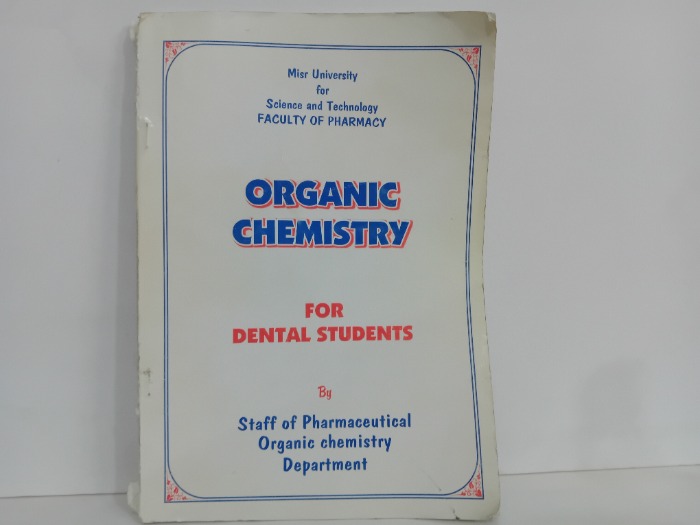 Misr University
for
Science and Technology
FACULTY OF PHARMACY
ORGANIC
CHEMISTRY
FOR
DENTAL STUDENTS
By
Staff of Pharmaceutical
Organic chemistry
Department